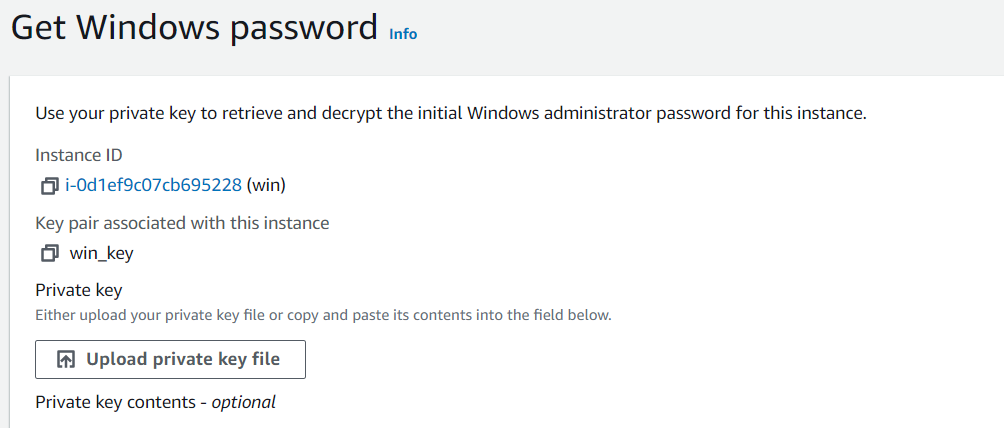 Get Windows password Info
Use your private key to retrieve and decrypt the initial Windows administrator password for this instance.
Instance ID
i-0d1ef9c07cb695228 (win)
Key pair associated with this instance
win_key
Private key
Either upload your private key file or copy and paste its contents into the field below.
Upload private key file
Private key contents - optional